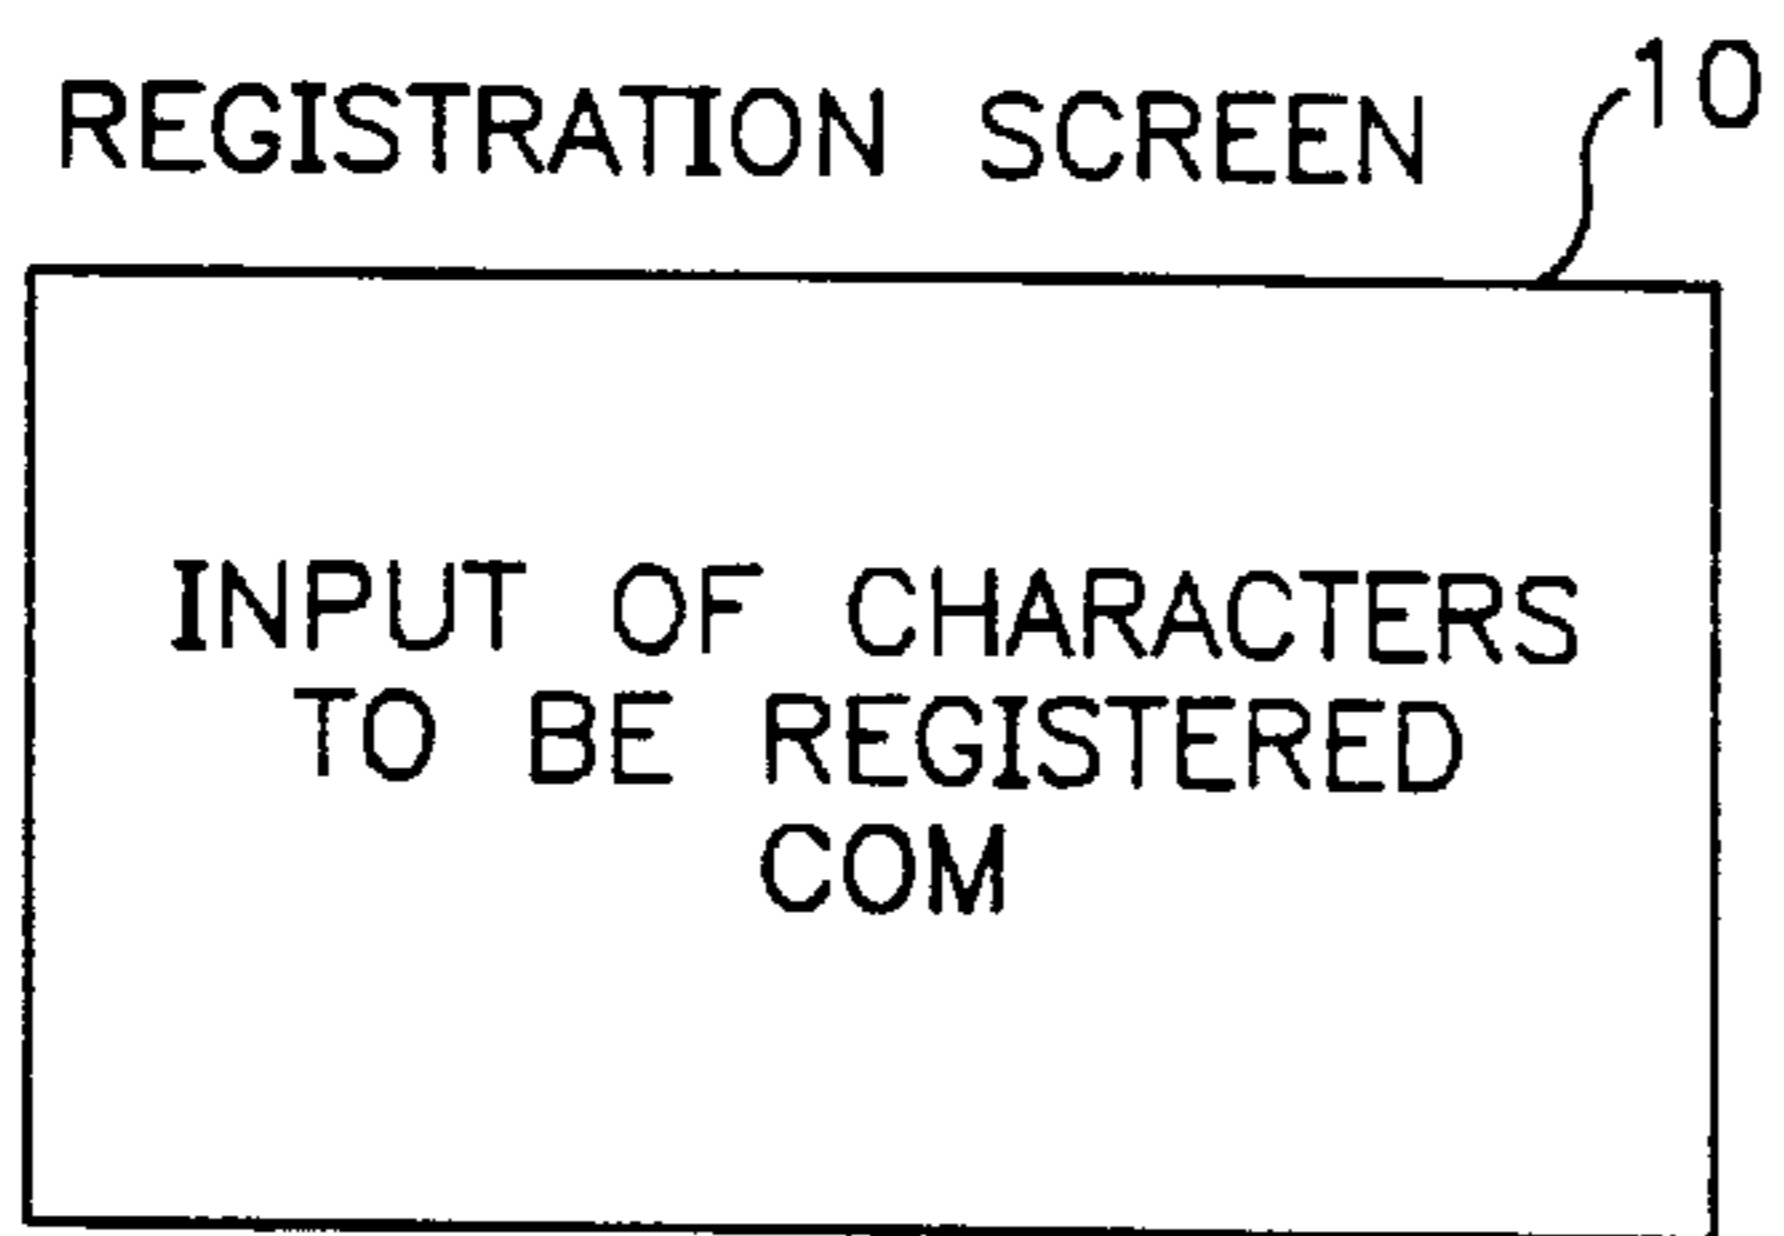 REGISTRATION SCREEN
10
INPUT OF CHARACTERS
TO BE REGISTERED
COM